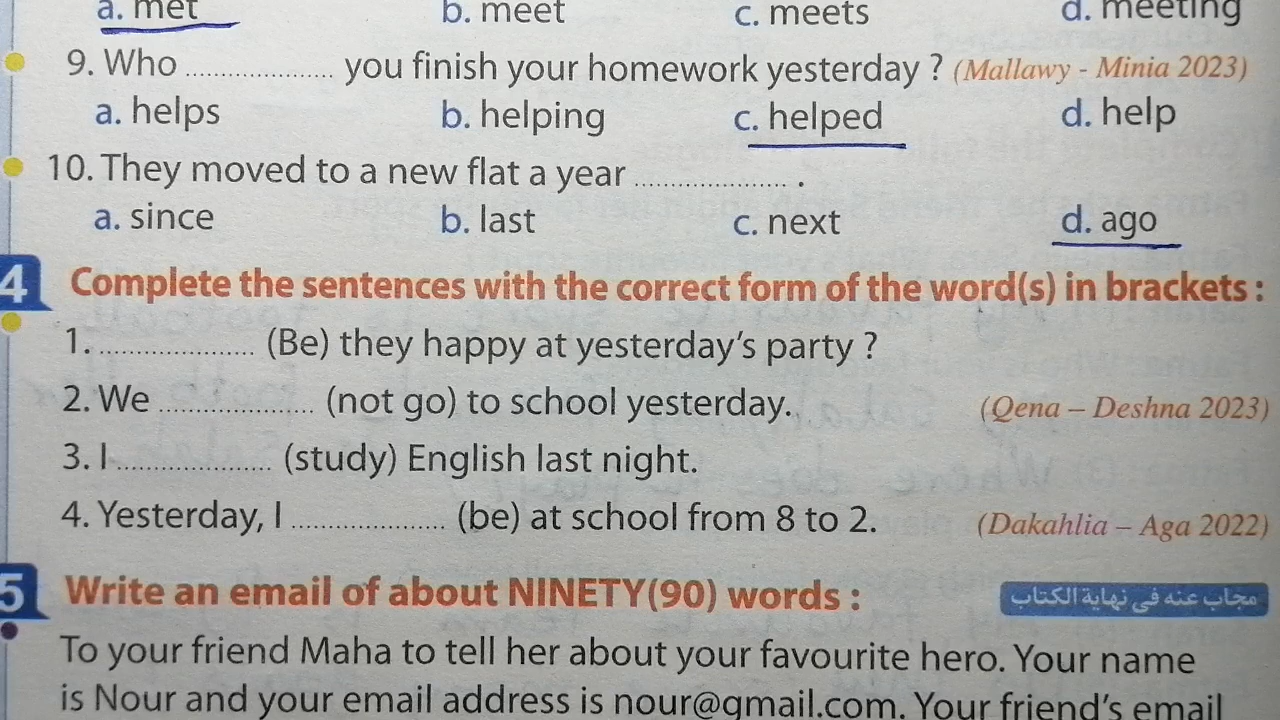 a. met b. meet c. meets d. meeting
9. Who .................... you finish your homework yesterday ? (Mallawy - Minia 2023)
a. helps b. helping c. helped d. help
10. They moved to a new flat a year .................... .
a. since b. last c. next d. ago
4 Complete the sentences with the correct form of the word(s) in brackets :
1. .................... (Be) they happy at yesterday's party ?
2. We .................... (not go) to school yesterday. (Qena – Deshna 2023)
3. I .................... (study) English last night.
4. Yesterday, I .................... (be) at school from 8 to 2. (Dakahlia – Aga 2022)
5 Write an email of about NINETY(90) words : مجاب عنه فى نهاية الكتاب
To your friend Maha to tell her about your favourite hero. Your name
is Nour and your email address is nour@gmail.com. Your friend's email